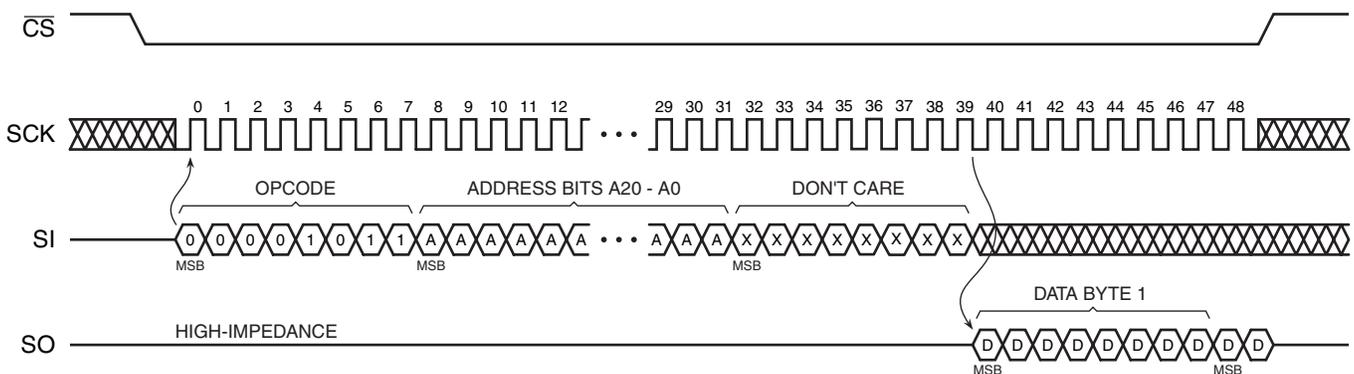 CS
0 1 2 3 4 5 6 7 8 9 10 11 12 29 30 31 32 33 34 35 36 37 38 39 40 41 42 43 44 45 46 47 48
SCK • • •
OPCODE ADDRESS BITS A20 - A0 DON'T CARE
SI 0 0 0 0 1 0 1 1 A A A A A A • • • A A A X X X X X X X X
MSB MSB MSB
DATA BYTE 1
HIGH-IMPEDANCE
SO D D D D D D D D D D
MSB MSB